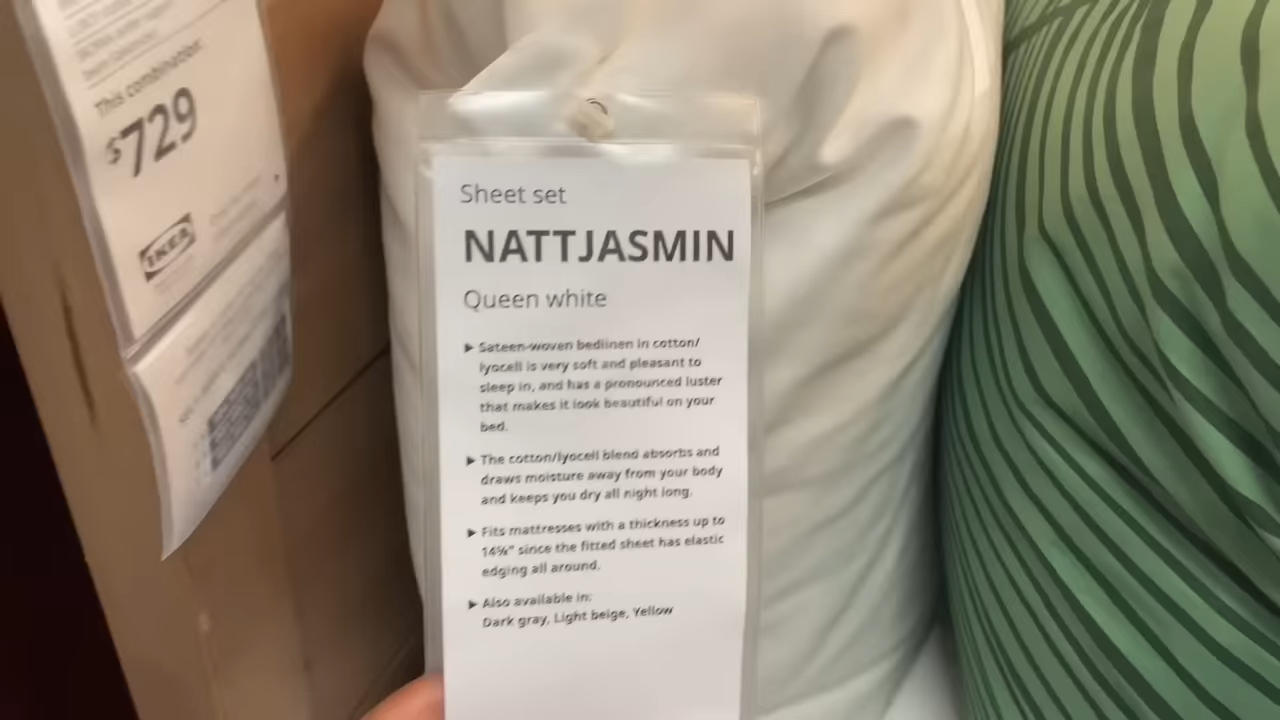 This combination:
$729
IKEA
Sheet set
NATTJASMIN
Queen white
▶ Sateen-woven bedlinen in cotton/
lyocell is very soft and pleasant to
sleep in, and has a pronounced luster
that makes it look beautiful on your
bed.
▶ The cotton/lyocell blend absorbs and
draws moisture away from your body
and keeps you dry all night long.
▶ Fits mattresses with a thickness up to
since the fitted sheet has elastic
edging all around.
▶ Also available in:
Dark gray, Light beige, Yellow